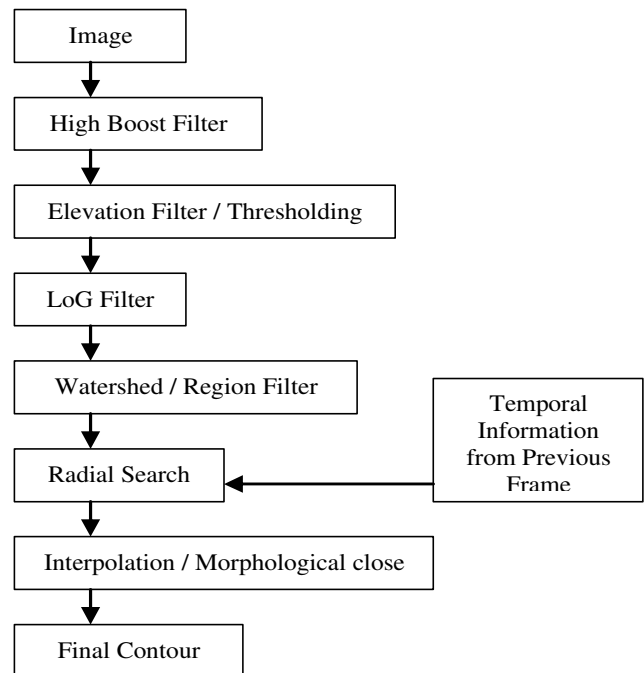 Image
High Boost Filter
Elevation Filter / Thresholding
LoG Filter
Watershed / Region Filter
Temporal
Information
from Previous
Frame
Radial Search
Interpolation / Morphological close
Final Contour